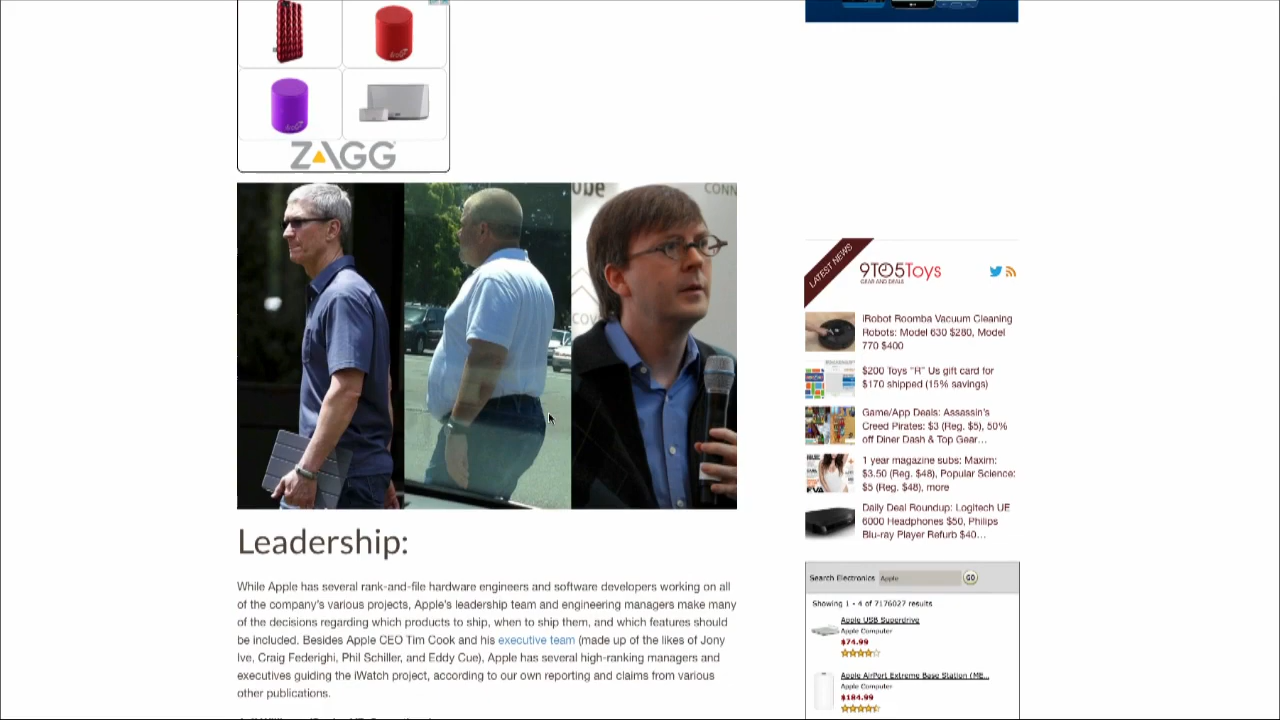 ZAGG
ube
CONN
COV
Leadership:
While Apple has several rank-and-file hardware engineers and software developers working on all
of the company's various projects, Apple's leadership team and engineering managers make many
of the decisions regarding which products to ship, when to ship them, and which features should
be included. Besides Apple CEO Tim Cook and his executive team (made up of the likes of Jony
Ive, Craig Federighi, Phil Schiller, and Eddy Cue), Apple has several high-ranking managers and
executives guiding the iWatch project, according to our own reporting and claims from various
other publications.
LATEST NEWS
9TO5Toys
GEAR AND DEALS
iRobot Roomba Vacuum Cleaning
Robots: Model 630 $280, Model
770 $400
$200 Toys "R" Us gift card for
$170 shipped (15% savings)
Game/App Deals: Assassin's
Creed Pirates: $3 (Reg. $5), 50%
off Diner Dash & Top Gear...
1 year magazine subs: Maxim:
$3.50 (Reg. $48), Popular Science:
$5 (Reg. $48), more
Daily Deal Roundup: Logitech UE
6000 Headphones $50, Philips
Blu-ray Player Refurb $40...
Search Electronics Apple GO
Showing 1 - 4 of 7176027 results
Apple USB Superdrive
Apple Computer
$74.99
Apple AirPort Extreme Base Station (ME...
Apple Computer
$184.99